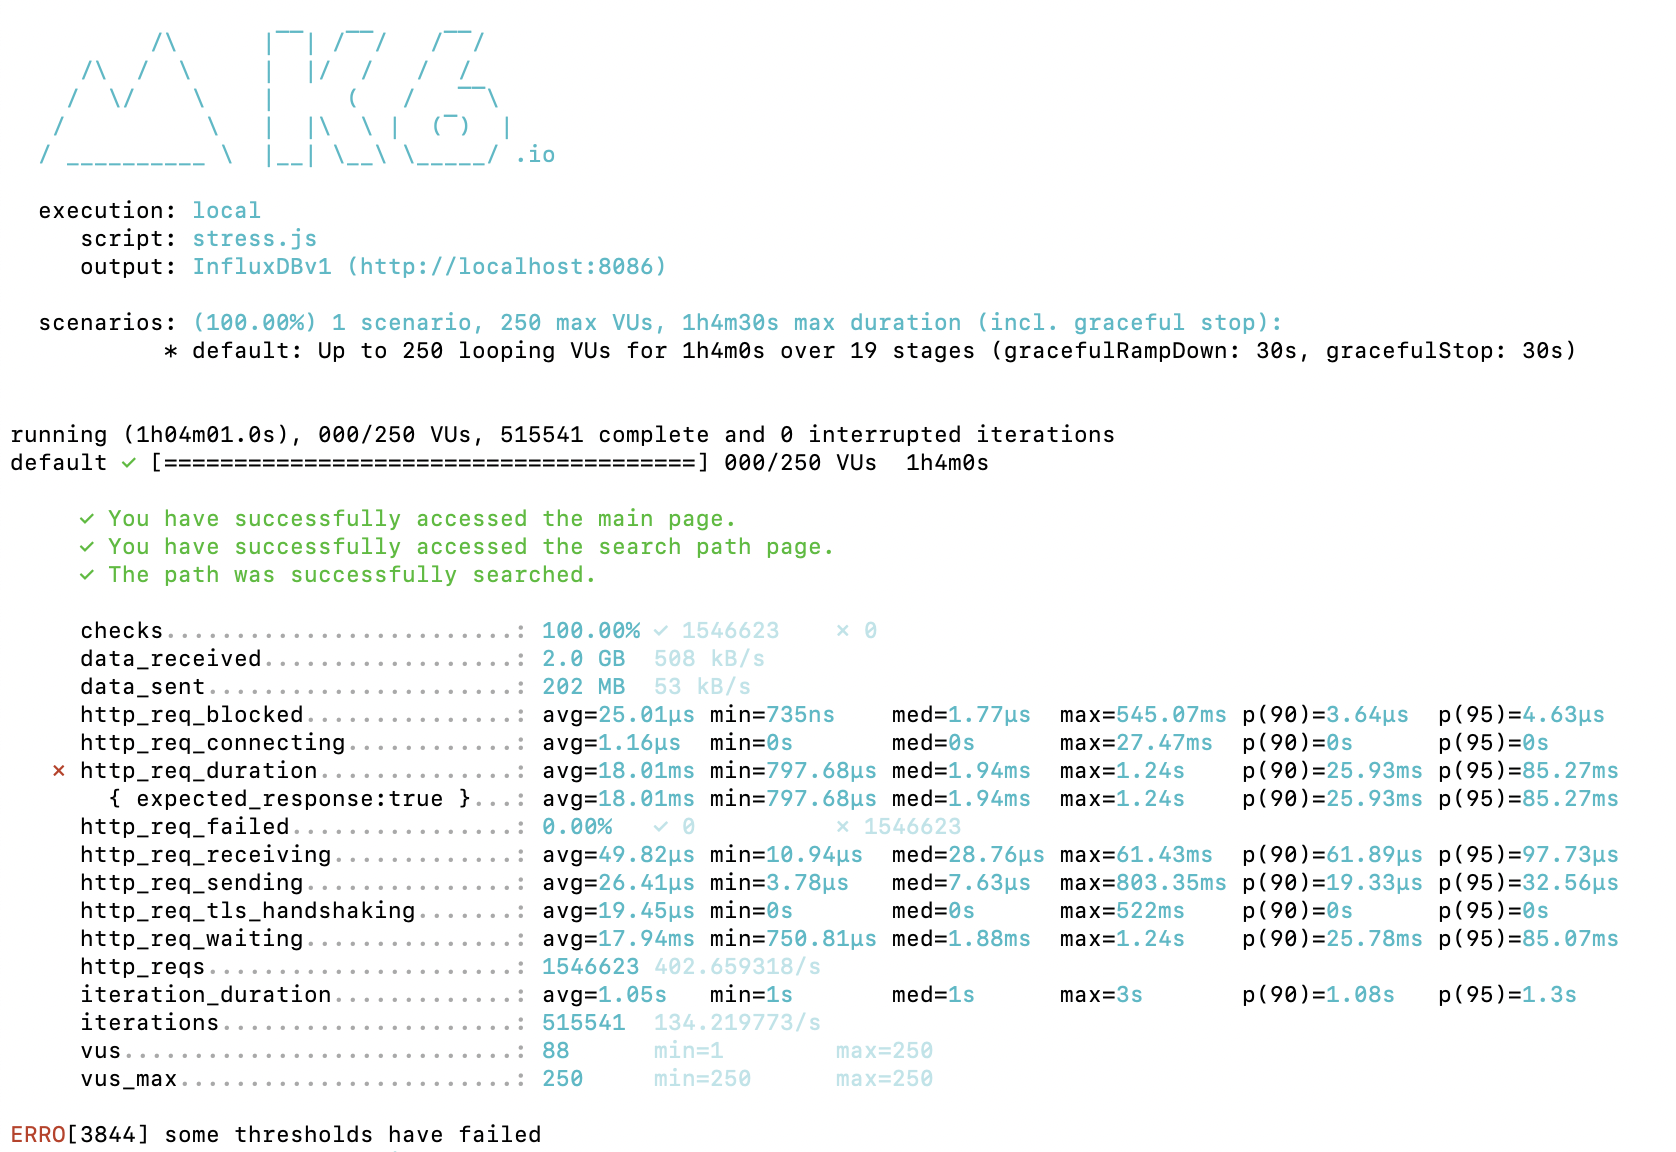 /\      |‾‾| /‾‾/   /‾‾/
/\  /  \     |  |/  /   /  /
/  \/    \    |     (   /   ‾‾\
/          \   |  |\  \ |  (‾)  |
/ __________ \  |__| \__\ \_____/ .io
execution: local
script: stress.js
output: InfluxDBv1 (http://localhost:8086)
scenarios: (100.00%) 1 scenario, 250 max VUs, 1h4m30s max duration (incl. graceful stop):
* default: Up to 250 looping VUs for 1h4m0s over 19 stages (gracefulRampDown: 30s, gracefulStop: 30s)
running (1h04m01.0s), 000/250 VUs, 515541 complete and 0 interrupted iterations
default ✓ [======================================] 000/250 VUs  1h4m0s
✓ You have successfully accessed the main page.
✓ You have successfully accessed the search path page.
✓ The path was successfully searched.
checks.........................: 100.00% ✓ 1546623    ✗ 0
data_received..................: 2.0 GB  508 kB/s
data_sent......................: 202 MB  53 kB/s
http_req_blocked...............: avg=25.01µs min=735ns    med=1.77µs  max=545.07ms p(90)=3.64µs  p(95)=4.63µs
http_req_connecting............: avg=1.16µs  min=0s       med=0s      max=27.47ms  p(90)=0s      p(95)=0s
✗ http_req_duration..............: avg=18.01ms min=797.68µs med=1.94ms  max=1.24s    p(90)=25.93ms p(95)=85.27ms
{ expected_response:true }...: avg=18.01ms min=797.68µs med=1.94ms  max=1.24s    p(90)=25.93ms p(95)=85.27ms
http_req_failed................: 0.00%   ✓ 0          ✗ 1546623
http_req_receiving.............: avg=49.82µs min=10.94µs  med=28.76µs max=61.43ms  p(90)=61.89µs p(95)=97.73µs
http_req_sending...............: avg=26.41µs min=3.78µs   med=7.63µs  max=803.35ms p(90)=19.33µs p(95)=32.56µs
http_req_tls_handshaking.......: avg=19.45µs min=0s       med=0s      max=522ms    p(90)=0s      p(95)=0s
http_req_waiting...............: avg=17.94ms min=750.81µs med=1.88ms  max=1.24s    p(90)=25.78ms p(95)=85.07ms
http_reqs......................: 1546623 402.659318/s
iteration_duration.............: avg=1.05s   min=1s       med=1s      max=3s       p(90)=1.08s   p(95)=1.3s
iterations.....................: 515541  134.219773/s
vus............................: 88      min=1        max=250
vus_max........................: 250     min=250      max=250
ERRO[3844] some thresholds have failed